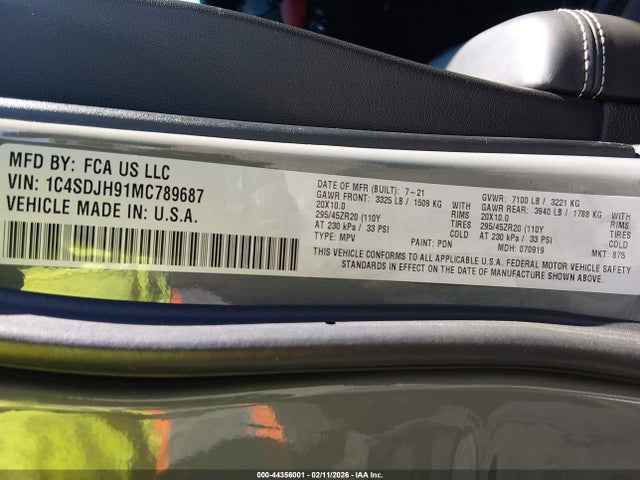 MFD BY: FCA US LLC
VIN: 1C4SDJH91MC789687
VEHICLE MADE IN: U.S.A.
DATE OF MFR (BUILT): 7-21 GVWR: 7100 LB / 3221 KG
GAWR FRONT: 3325 LB / 1509 KG WITH GAWR REAR: 3940 LB / 1788 KG WITH
20X10.0 RIMS 20X10.0 RIMS
295/45ZR20 (110Y TIRES 295/45ZR20 (110Y TIRES
AT 230 kPa / 33 PSI COLD AT 230 kPa / 33 PSI COLD
TYPE: MPV PAINT: PDN MDH: 070919 MKT: 875
THIS VEHICLE CONFORMS TO ALL APPLICABLE U.S.A. FEDERAL MOTOR VEHICLE SAFETY
STANDARDS IN EFFECT ON THE DATE OF MANUFACTURE SHOWN ABOVE.
000-44356001 - 02/11/2026 - IAA Inc.